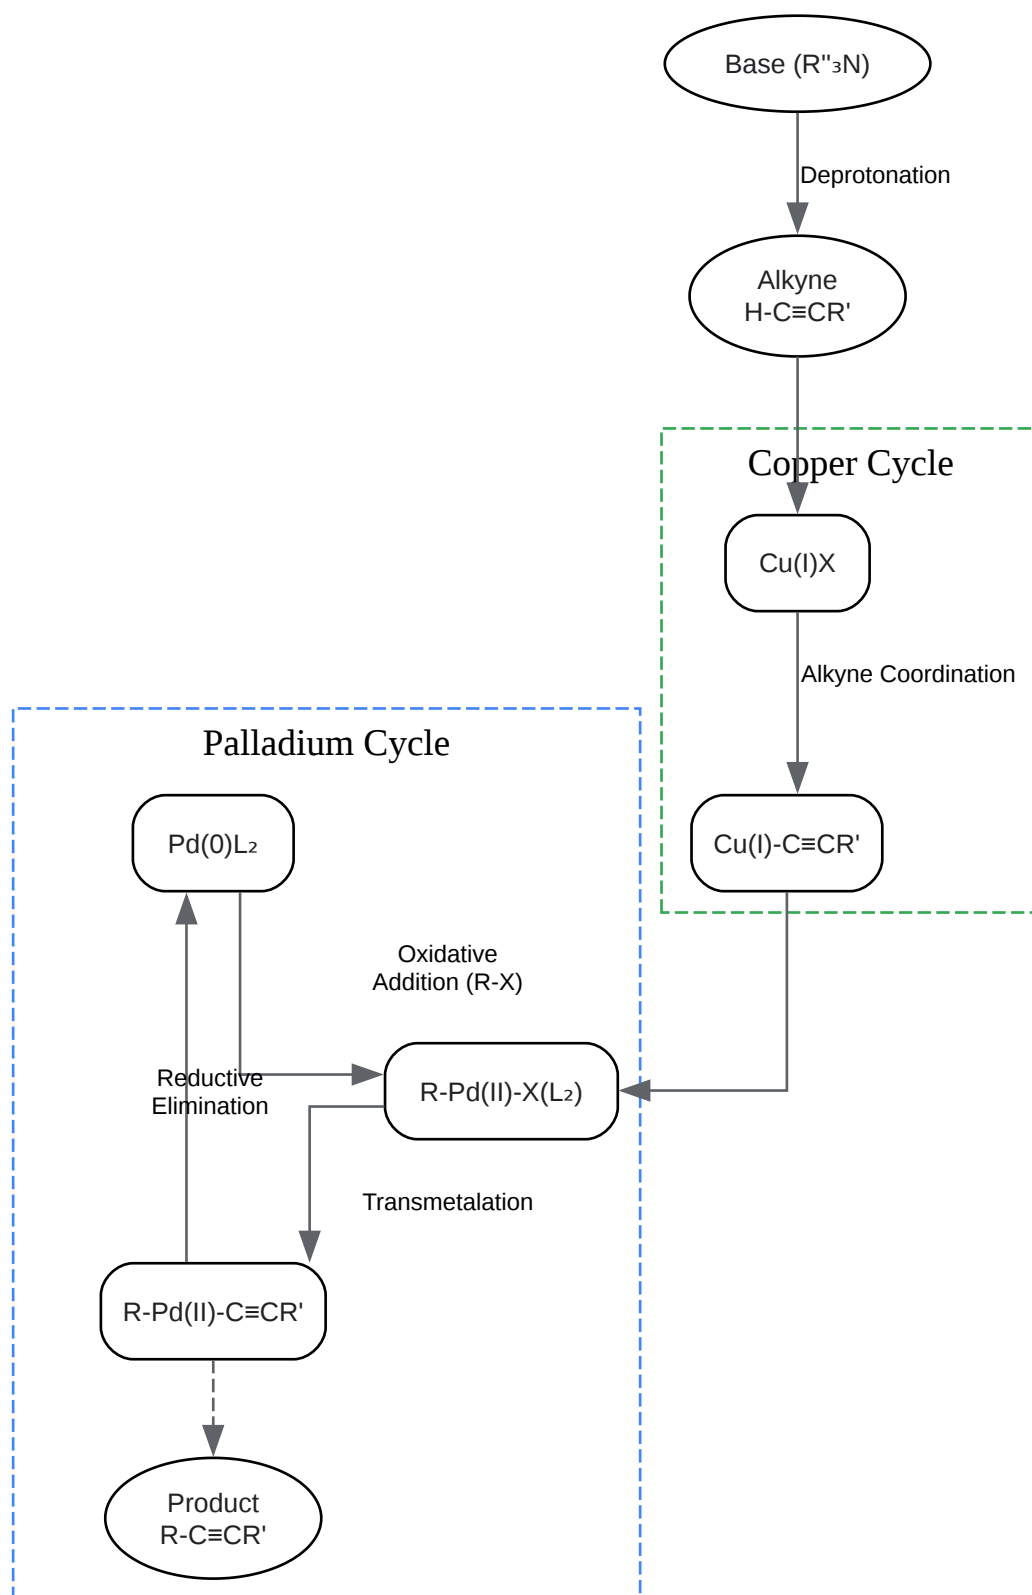 Base (R"₃N)
Deprotonation
Alkyne
H-C≡CR'
Copper Cycle
Cu(I)X
Alkyne Coordination
Palladium Cycle
Pd(0)L₂
Cu(I)-C≡CR'
Oxidative
Addition (R-X)
Reductive
Elimination
R-Pd(II)-X(L₂)
Transmetalation
R-Pd(II)-C≡CR'
Product
R-C≡CR'